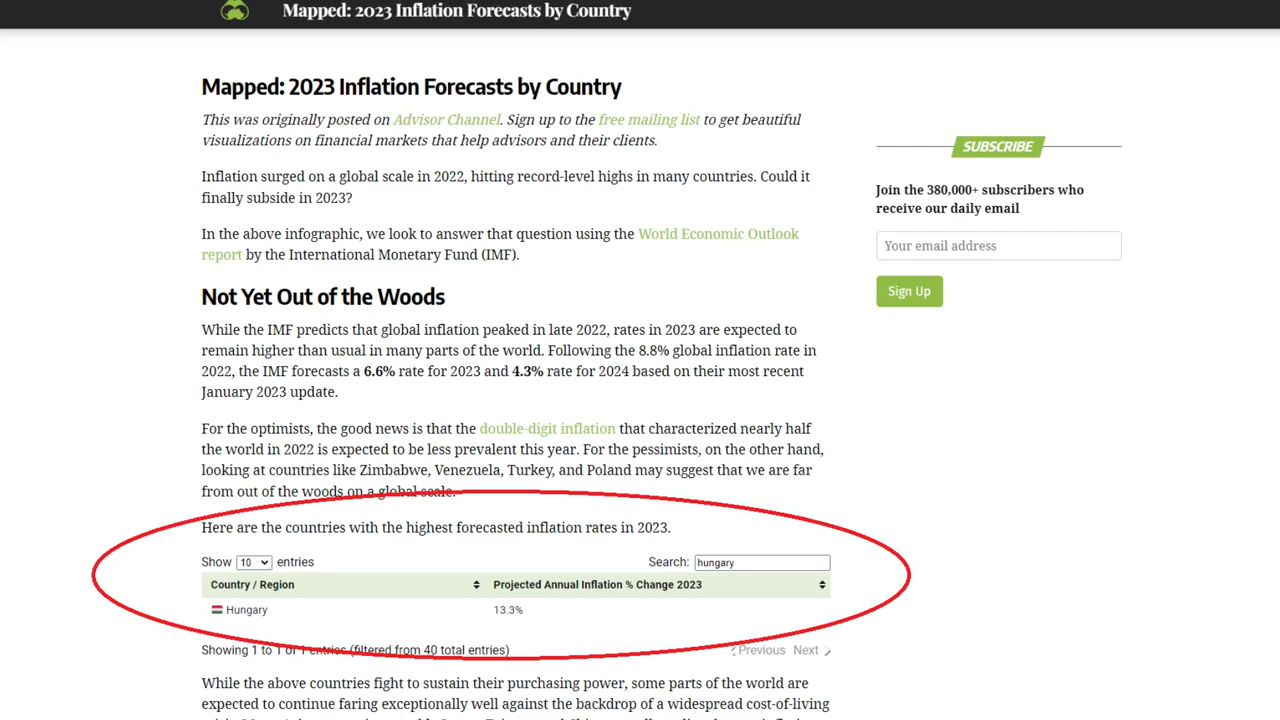 Mapped: 2023 Inflation Forecasts by Country
Mapped: 2023 Inflation Forecasts by Country
This was originally posted on Advisor Channel. Sign up to the free mailing list to get beautiful
visualizations on financial markets that help advisors and their clients.
Inflation surged on a global scale in 2022, hitting record-level highs in many countries. Could it
finally subside in 2023?
In the above infographic, we look to answer that question using the World Economic Outlook
report by the International Monetary Fund (IMF).
Not Yet Out of the Woods
While the IMF predicts that global inflation peaked in late 2022, rates in 2023 are expected to
remain higher than usual in many parts of the world. Following the 8.8% global inflation rate in
2022, the IMF forecasts a 6.6% rate for 2023 and 4.3% rate for 2024 based on their most recent
January 2023 update.
For the optimists, the good news is that the double-digit inflation that characterized nearly half
the world in 2022 is expected to be less prevalent this year. For the pessimists, on the other hand,
looking at countries like Zimbabwe, Venezuela, Turkey, and Poland may suggest that we are far
from out of the woods on a global scale.
Here are the countries with the highest forecasted inflation rates in 2023.
Show 10 entries Search: hungary
Country / Region Projected Annual Inflation % Change 2023
Hungary 13.3%
Showing 1 to 1 of 1 entries (filtered from 40 total entries) Previous Next
While the above countries fight to sustain their purchasing power, some parts of the world are
expected to continue faring exceptionally well against the backdrop of a widespread cost-of-living
SUBSCRIBE
Join the 380,000+ subscribers who
receive our daily email
Your email address
Sign Up